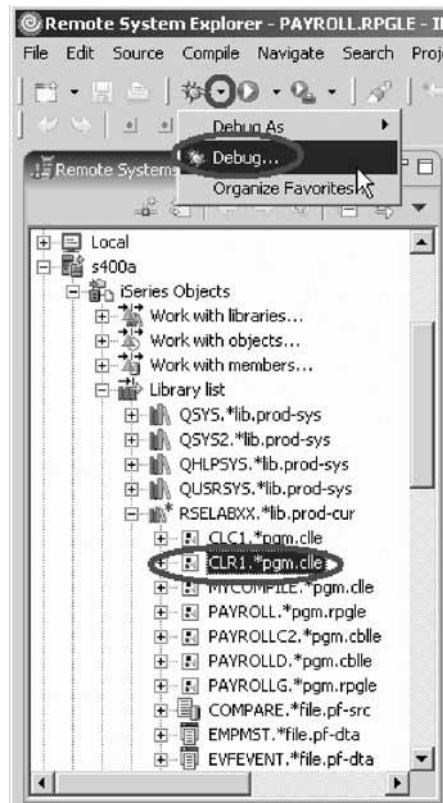 Remote System Explorer - PAYROLL.RPGLE - I
File Edit Source Compile Navigate Search Proj
Debug As
Debug...
Organize Favorites
Remote Systems
Local
s400a
iSeries Objects
Work with libraries...
Work with objects...
Work with members...
Library list
QSYS.*lib.prod-sys
QSYS2.*lib.prod-sys
QHLPSYS.*lib.prod-sys
QUSRSYS.*lib.prod-sys
RSELABXX.*lib.prod-cur
CLC1.*pgm.clle
CLR1.*pgm.clle
MYCOMPILE.*pgm.clle
PAYROLL.*pgm.rpgle
PAYROLLC2.*pgm.cblle
PAYROLLD.*pgm.cblle
PAYROLLG.*pgm.rpgle
COMPARE.*file.pf-src
EMPMST.*file.pf-dta
EVFEVENT.*file.pf-dta